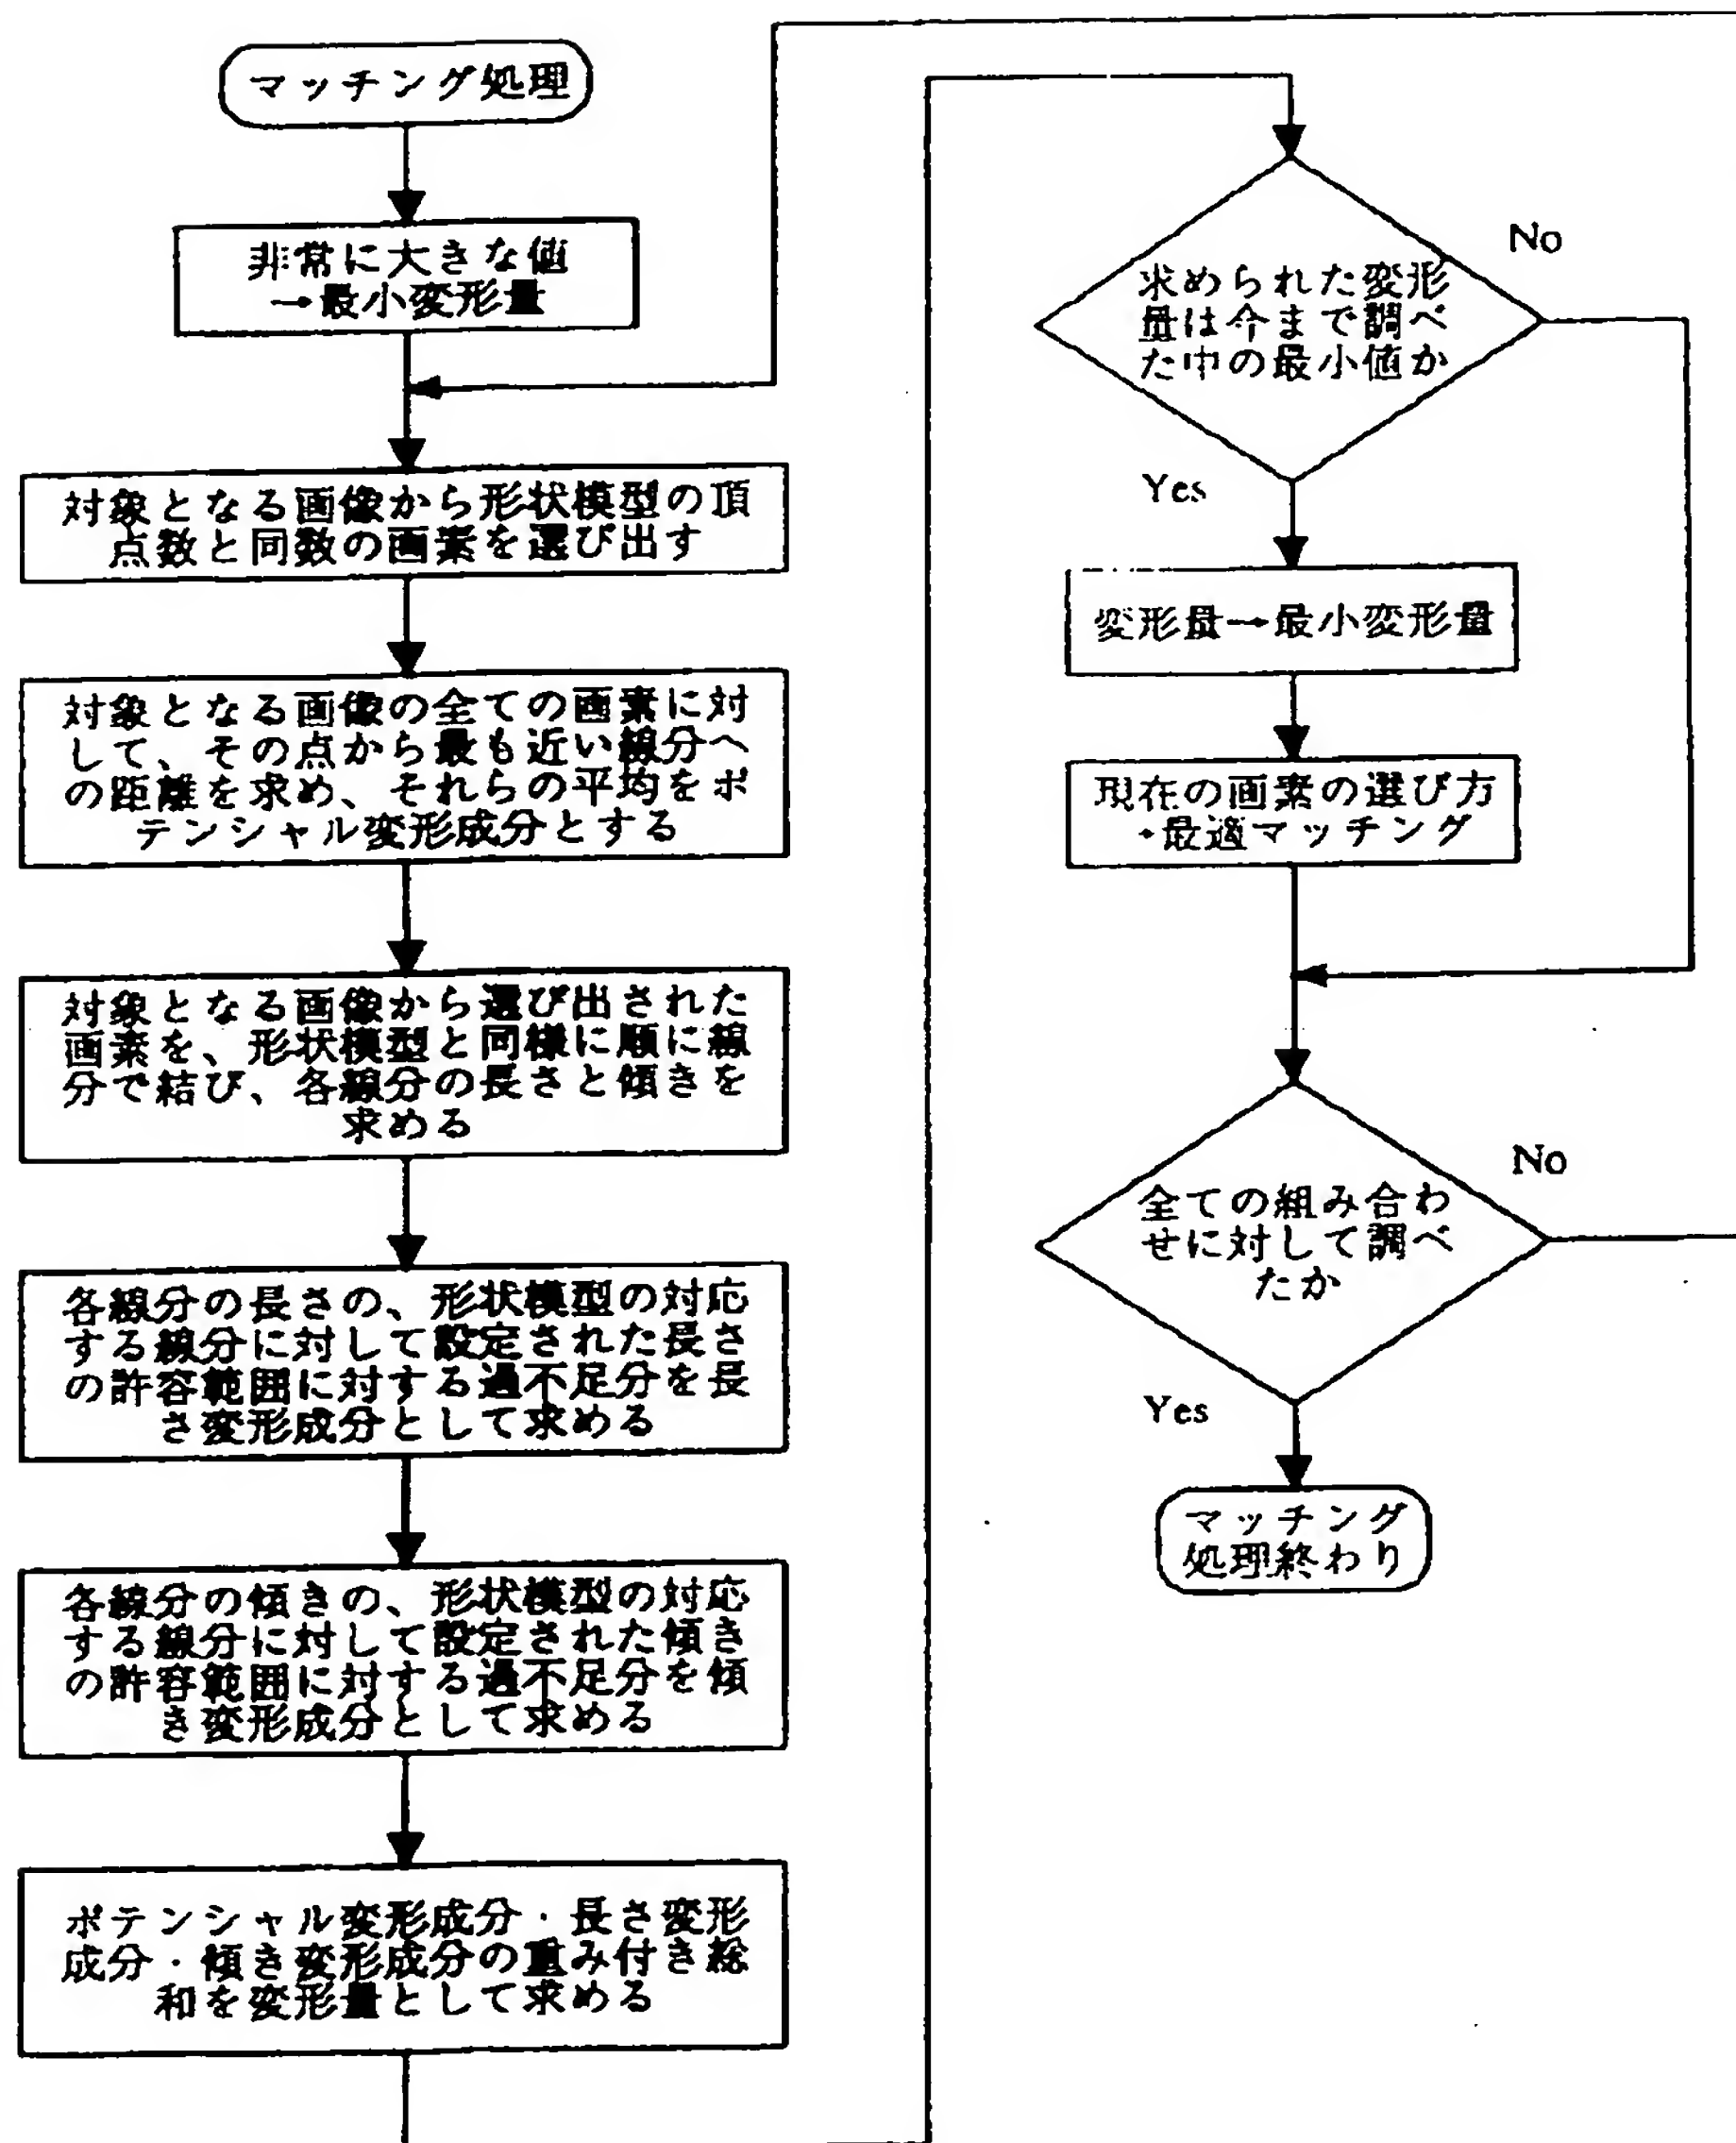 マッチング処理
非常に大きな値
→最小変形量
対象となる画像から形状模型の頂
点数と同数の画素を選び出す
対象となる画像の全ての画素に対
して、その点から最も近い線分へ
の距離を求め、それらの平均をポ
テンシャル変形成分とする
対象となる画像から選び出された
画素を、形状模型と同様に順に線
分で結び、各線分の長さと傾きを
求める
各線分の長さの、形状模型の対応
する線分に対して設定された長さ
の許容範囲に対する過不足分を長
さ変形成分として求める
各線分の傾きの、形状模型の対応
する線分に対して設定された傾き
の許容範囲に対する過不足分を傾
き変形成分として求める
ポテンシャル変形成分・長さ変形
成分・傾き変形成分の重み付き総
和を変形量として求める
No
求められた変形
量は今まで調べ
た中の最小値か
Yes
変形量→最小変形量
現在の画素の選び方
・最適マッチング
No
全ての組み合わ
せに対して調べ
たか
Yes
マッチング
処理終わり